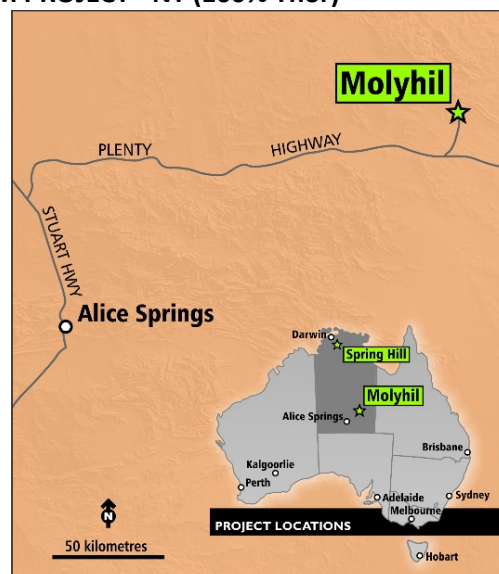 Molyhil
PLENTY HIGHWAY
STUART HWY
Alice Springs
Darwin
Spring Hill
Molyhil
Alice Springs
Brisbane
Kalgoorlie
Perth
Adelaide
Sydney
Melbourne
PROJECT LOCATIONS
Hobart
N
50 kilometres